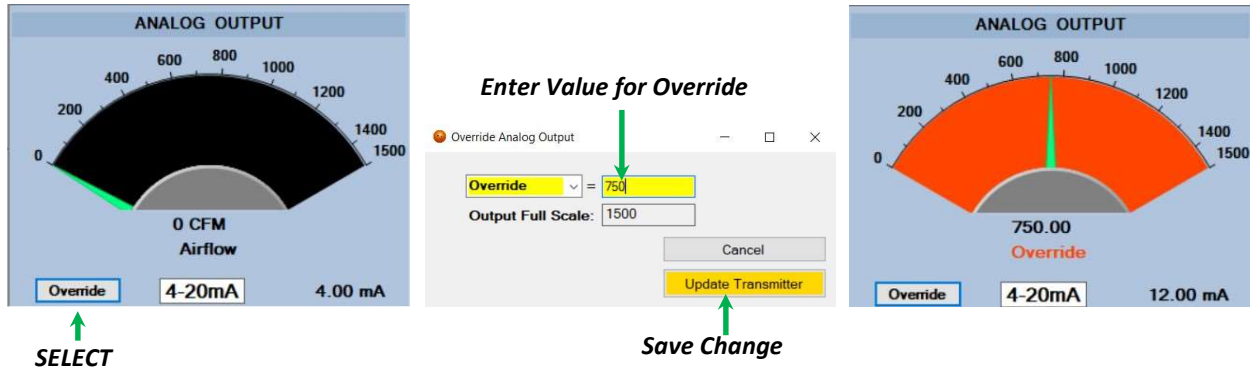 ANALOG OUTPUT
0
200
400
600
800
1000
1200
1400
1500
0 CFM
Airflow
Override
4-20mA
4.00 mA
SELECT
Enter Value for Override
Override Analog Output
Override = 750
Output Full Scale: 1500
Cancel
Update Transmitter
Save Change
ANALOG OUTPUT
0
200
400
600
800
1000
1200
1400
1500
750.00
Override
Override
4-20mA
12.00 mA